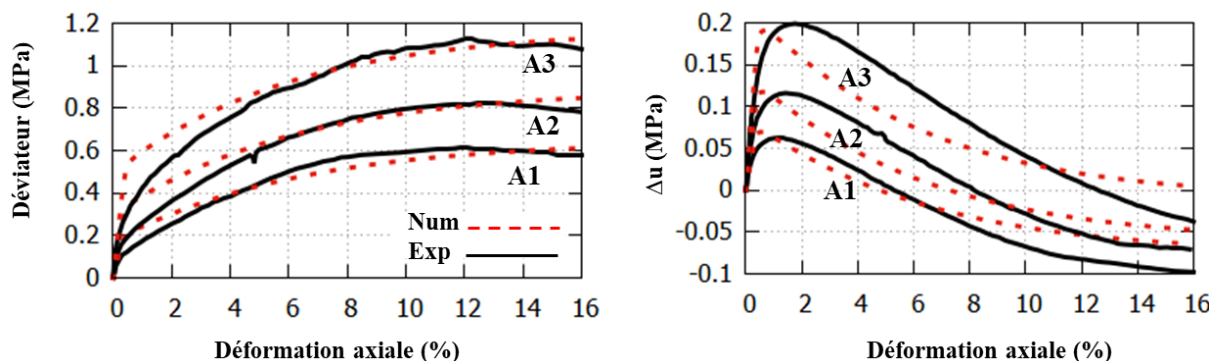 Déviateur (MPa)
1.2
1
0.8
0.6
0.4
0.2
0
A3
A2
A1
Num
Exp
0 2 4 6 8 10 12 14 16
Déformation axiale (%)
Δu (MPa)
0.2
0.15
0.1
0.05
0
-0.05
-0.1
A3
A2
A1
0 2 4 6 8 10 12 14 16
Déformation axiale (%)